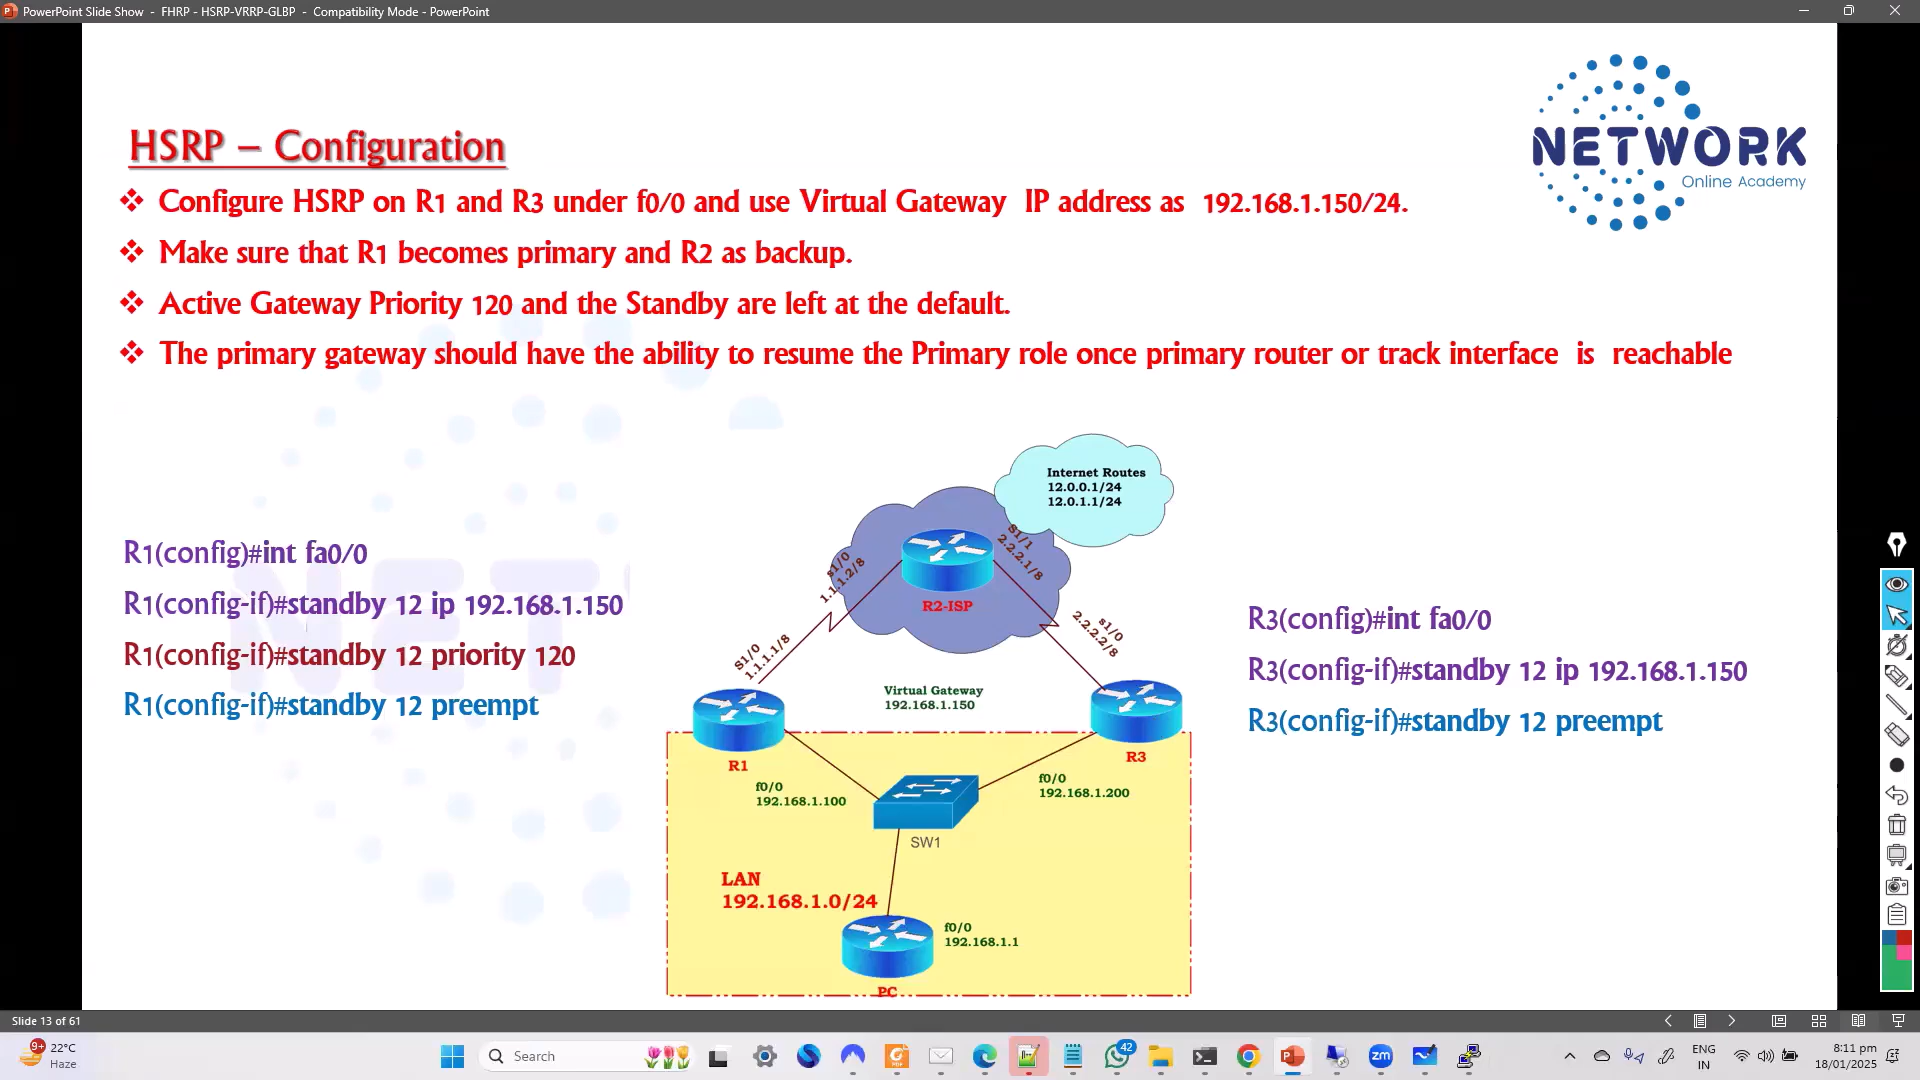 PowerPoint Slide Show - FHRP - HSRP-VRRP-GLBP - Compatibility Mode - PowerPoint
NETWORK
Online Academy
HSRP – Configuration
❖ Configure HSRP on R1 and R3 under f0/0 and use Virtual Gateway IP address as 192.168.1.150/24.
❖ Make sure that R1 becomes primary and R2 as backup.
❖ Active Gateway Priority 120 and the Standby are left at the default.
❖ The primary gateway should have the ability to resume the Primary role once primary router or track interface is reachable
Internet Routes
12.0.0.1/24
12.0.1.1/24
R1(config)#int fa0/0
R1(config-if)#standby 12 ip 192.168.1.150
R1(config-if)#standby 12 priority 120
R1(config-if)#standby 12 preempt
s1/0
1.1.1.2/8
S1/1
2.2.2.1/8
R2-ISP
S1/0
1.1.1.1/8
s1/0
2.2.2.2/8
Virtual Gateway
192.168.1.150
R3(config)#int fa0/0
R3(config-if)#standby 12 ip 192.168.1.150
R3(config-if)#standby 12 preempt
R1
R3
f0/0
192.168.1.100
f0/0
192.168.1.200
SW1
LAN
192.168.1.0/24
f0/0
192.168.1.1
PC
NET
Slide 13 of 61
9+
22°C
Haze
Search
42
zm
ENG
IN
8:11 pm
18/01/2025